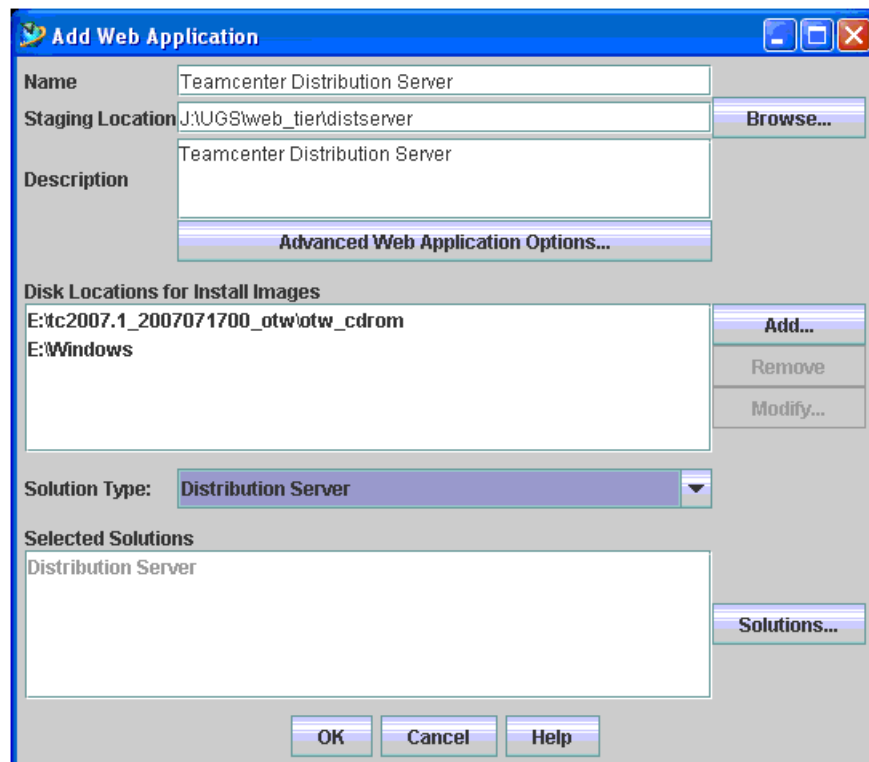 Add Web Application
Name Teamcenter Distribution Server
Staging Location J:\UGS\web_tier\distserver Browse...
Description Teamcenter Distribution Server
Advanced Web Application Options...
Disk Locations for Install Images
E:\tc2007.1_2007071700_otw\otw_cdrom
E:\Windows
Add...
Remove
Modify...
Solution Type: Distribution Server
Selected Solutions
Distribution Server
Solutions...
OK Cancel Help